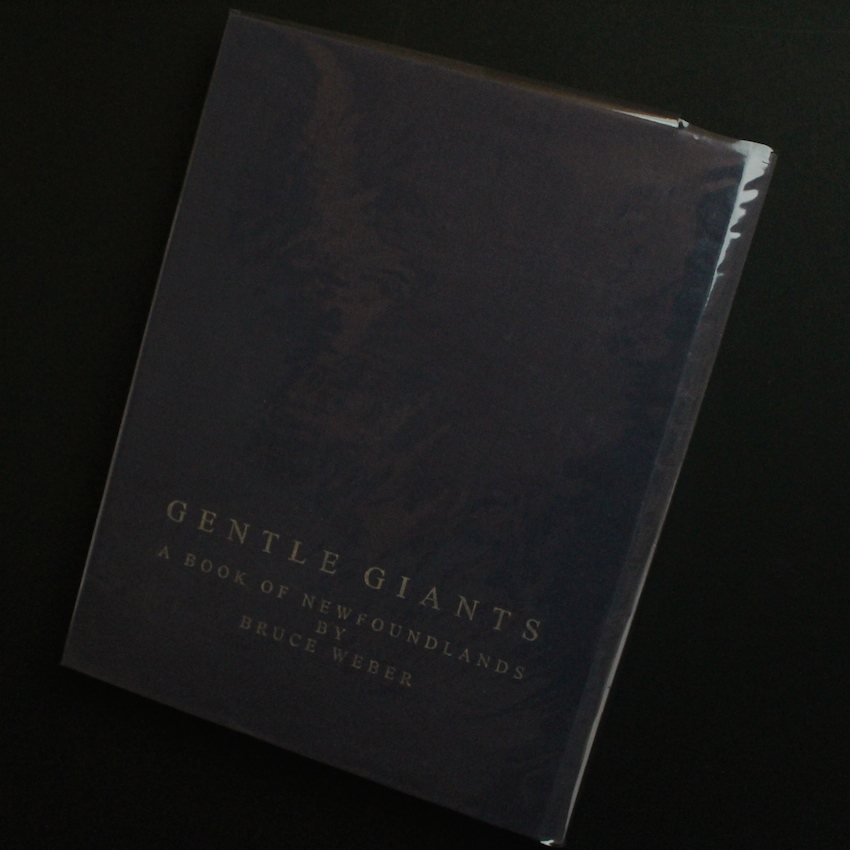 GENTLE GIANTS
A BOOK OF NEWFOUNDLANDS
BY
BRUCE WEBER